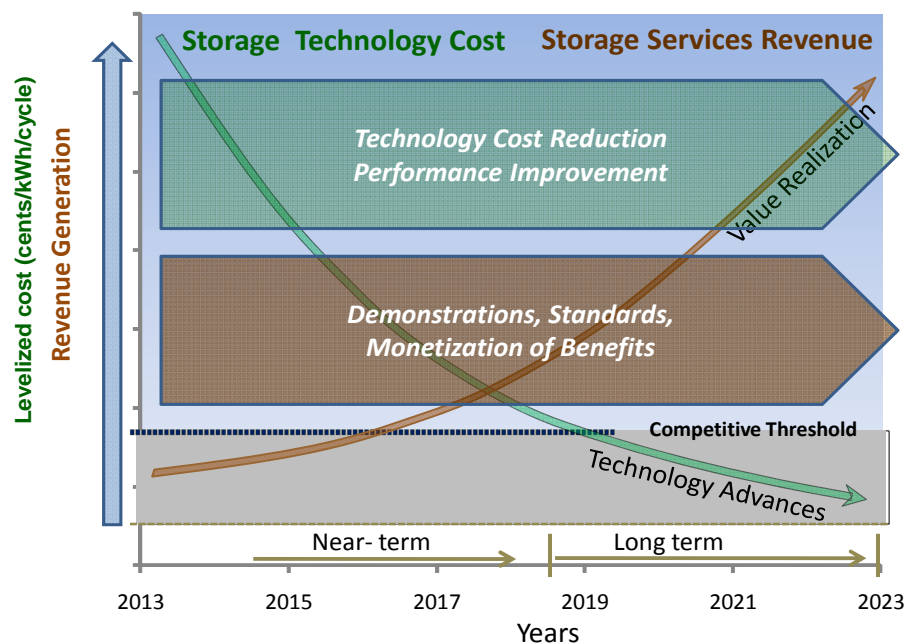 Storage Technology Cost
Storage Services Revenue
Levelized cost (cents/kWh/cycle)
Revenue Generation
Technology Cost Reduction
Performance Improvement
Value Realization
Demonstrations, Standards,
Monetization of Benefits
Competitive Threshold
Technology Advances
Near- term
Long term
2013
2015
2017
2019
2021
2023
Years